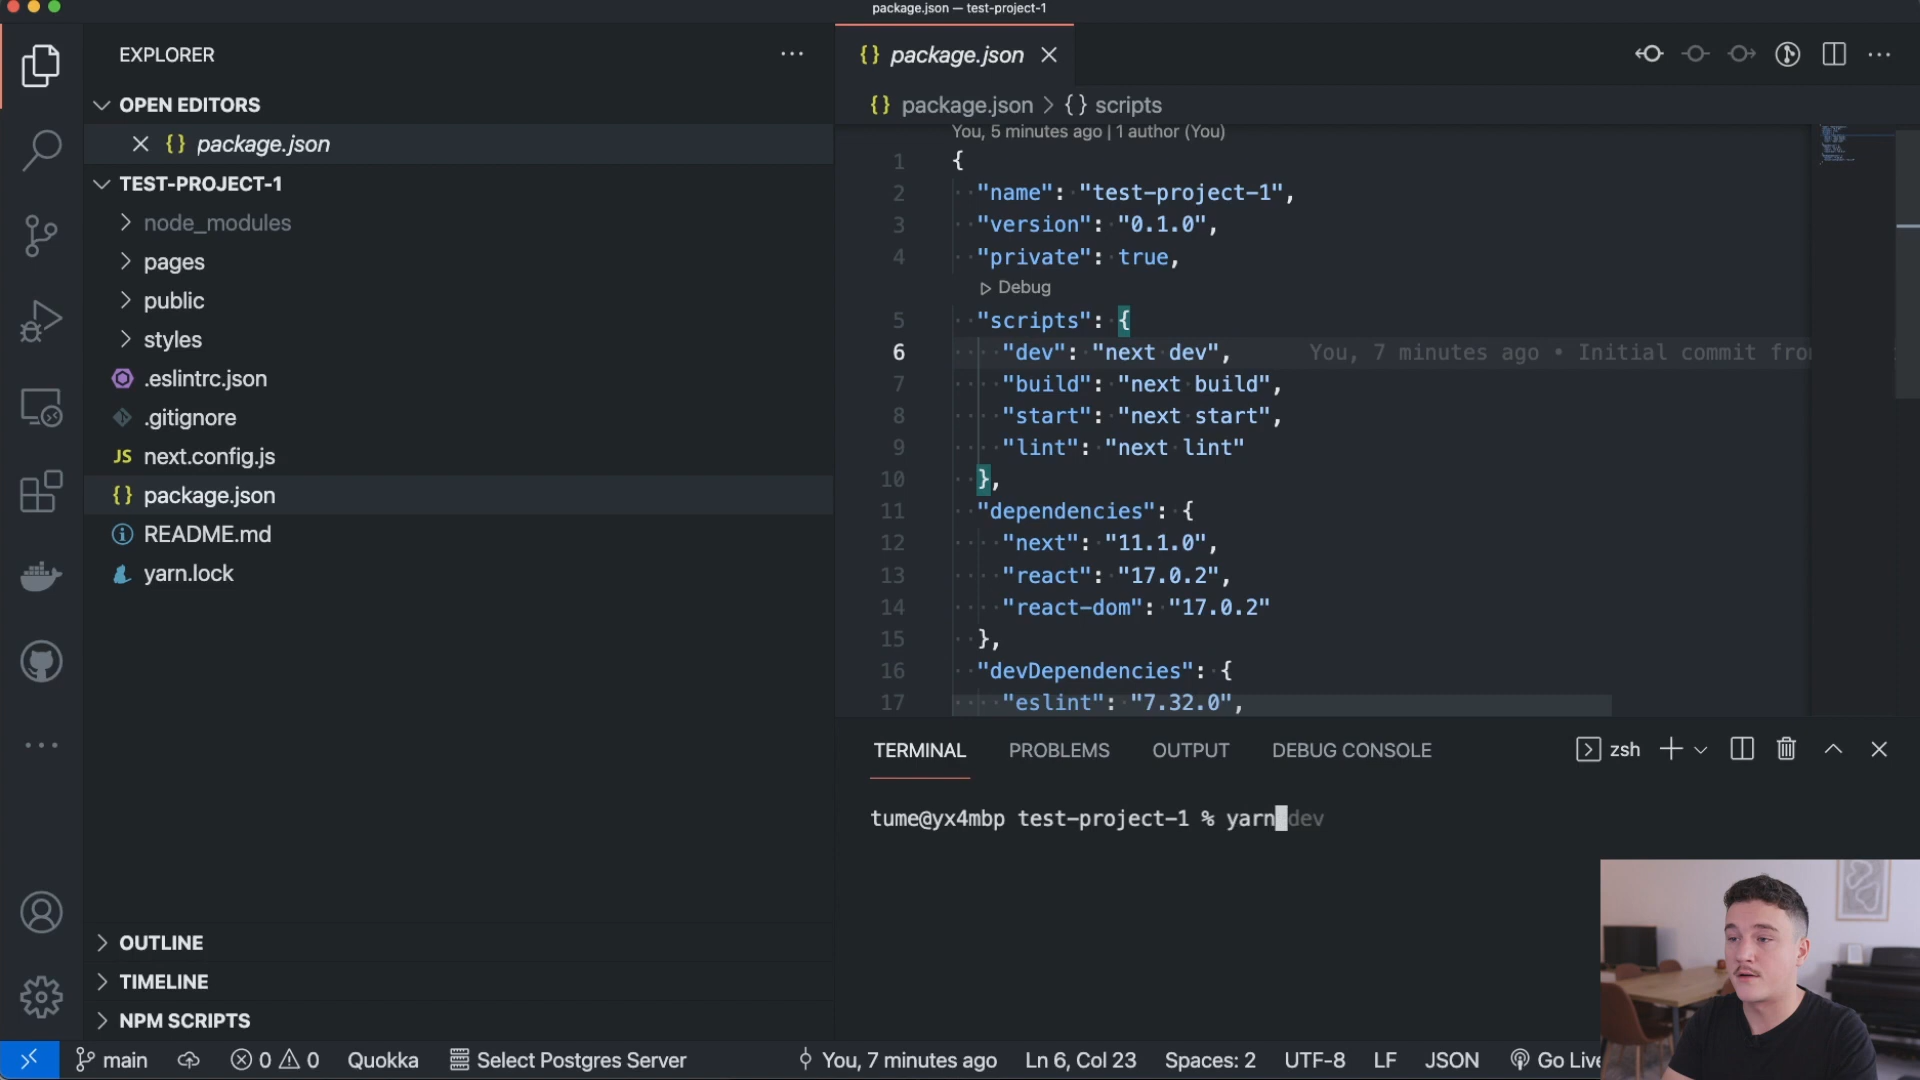 package.json — test-project-1
EXPLORER
OPEN EDITORS
{} package.json
TEST-PROJECT-1
node_modules
pages
public
styles
.eslintrc.json
.gitignore
JS next.config.js
{} package.json
README.md
yarn.lock
OUTLINE
TIMELINE
NPM SCRIPTS
{} package.json
{} package.json > {} scripts
You, 5 minutes ago | 1 author (You)
1 {
2 "name": "test-project-1",
3 "version": "0.1.0",
4 "private": true,
Debug
5 "scripts": {
6 "dev": "next dev", You, 7 minutes ago • Initial commit from
7 "build": "next build",
8 "start": "next start",
9 "lint": "next lint"
10 },
11 "dependencies": {
12 "next": "11.1.0",
13 "react": "17.0.2",
14 "react-dom": "17.0.2"
15 },
16 "devDependencies": {
17 "eslint": "7.32.0",
TERMINAL PROBLEMS OUTPUT DEBUG CONSOLE zsh
tume@yx4mbp test-project-1 % yarn dev
main 0 0 Quokka Select Postgres Server You, 7 minutes ago Ln 6, Col 23 Spaces: 2 UTF-8 LF JSON Go Live